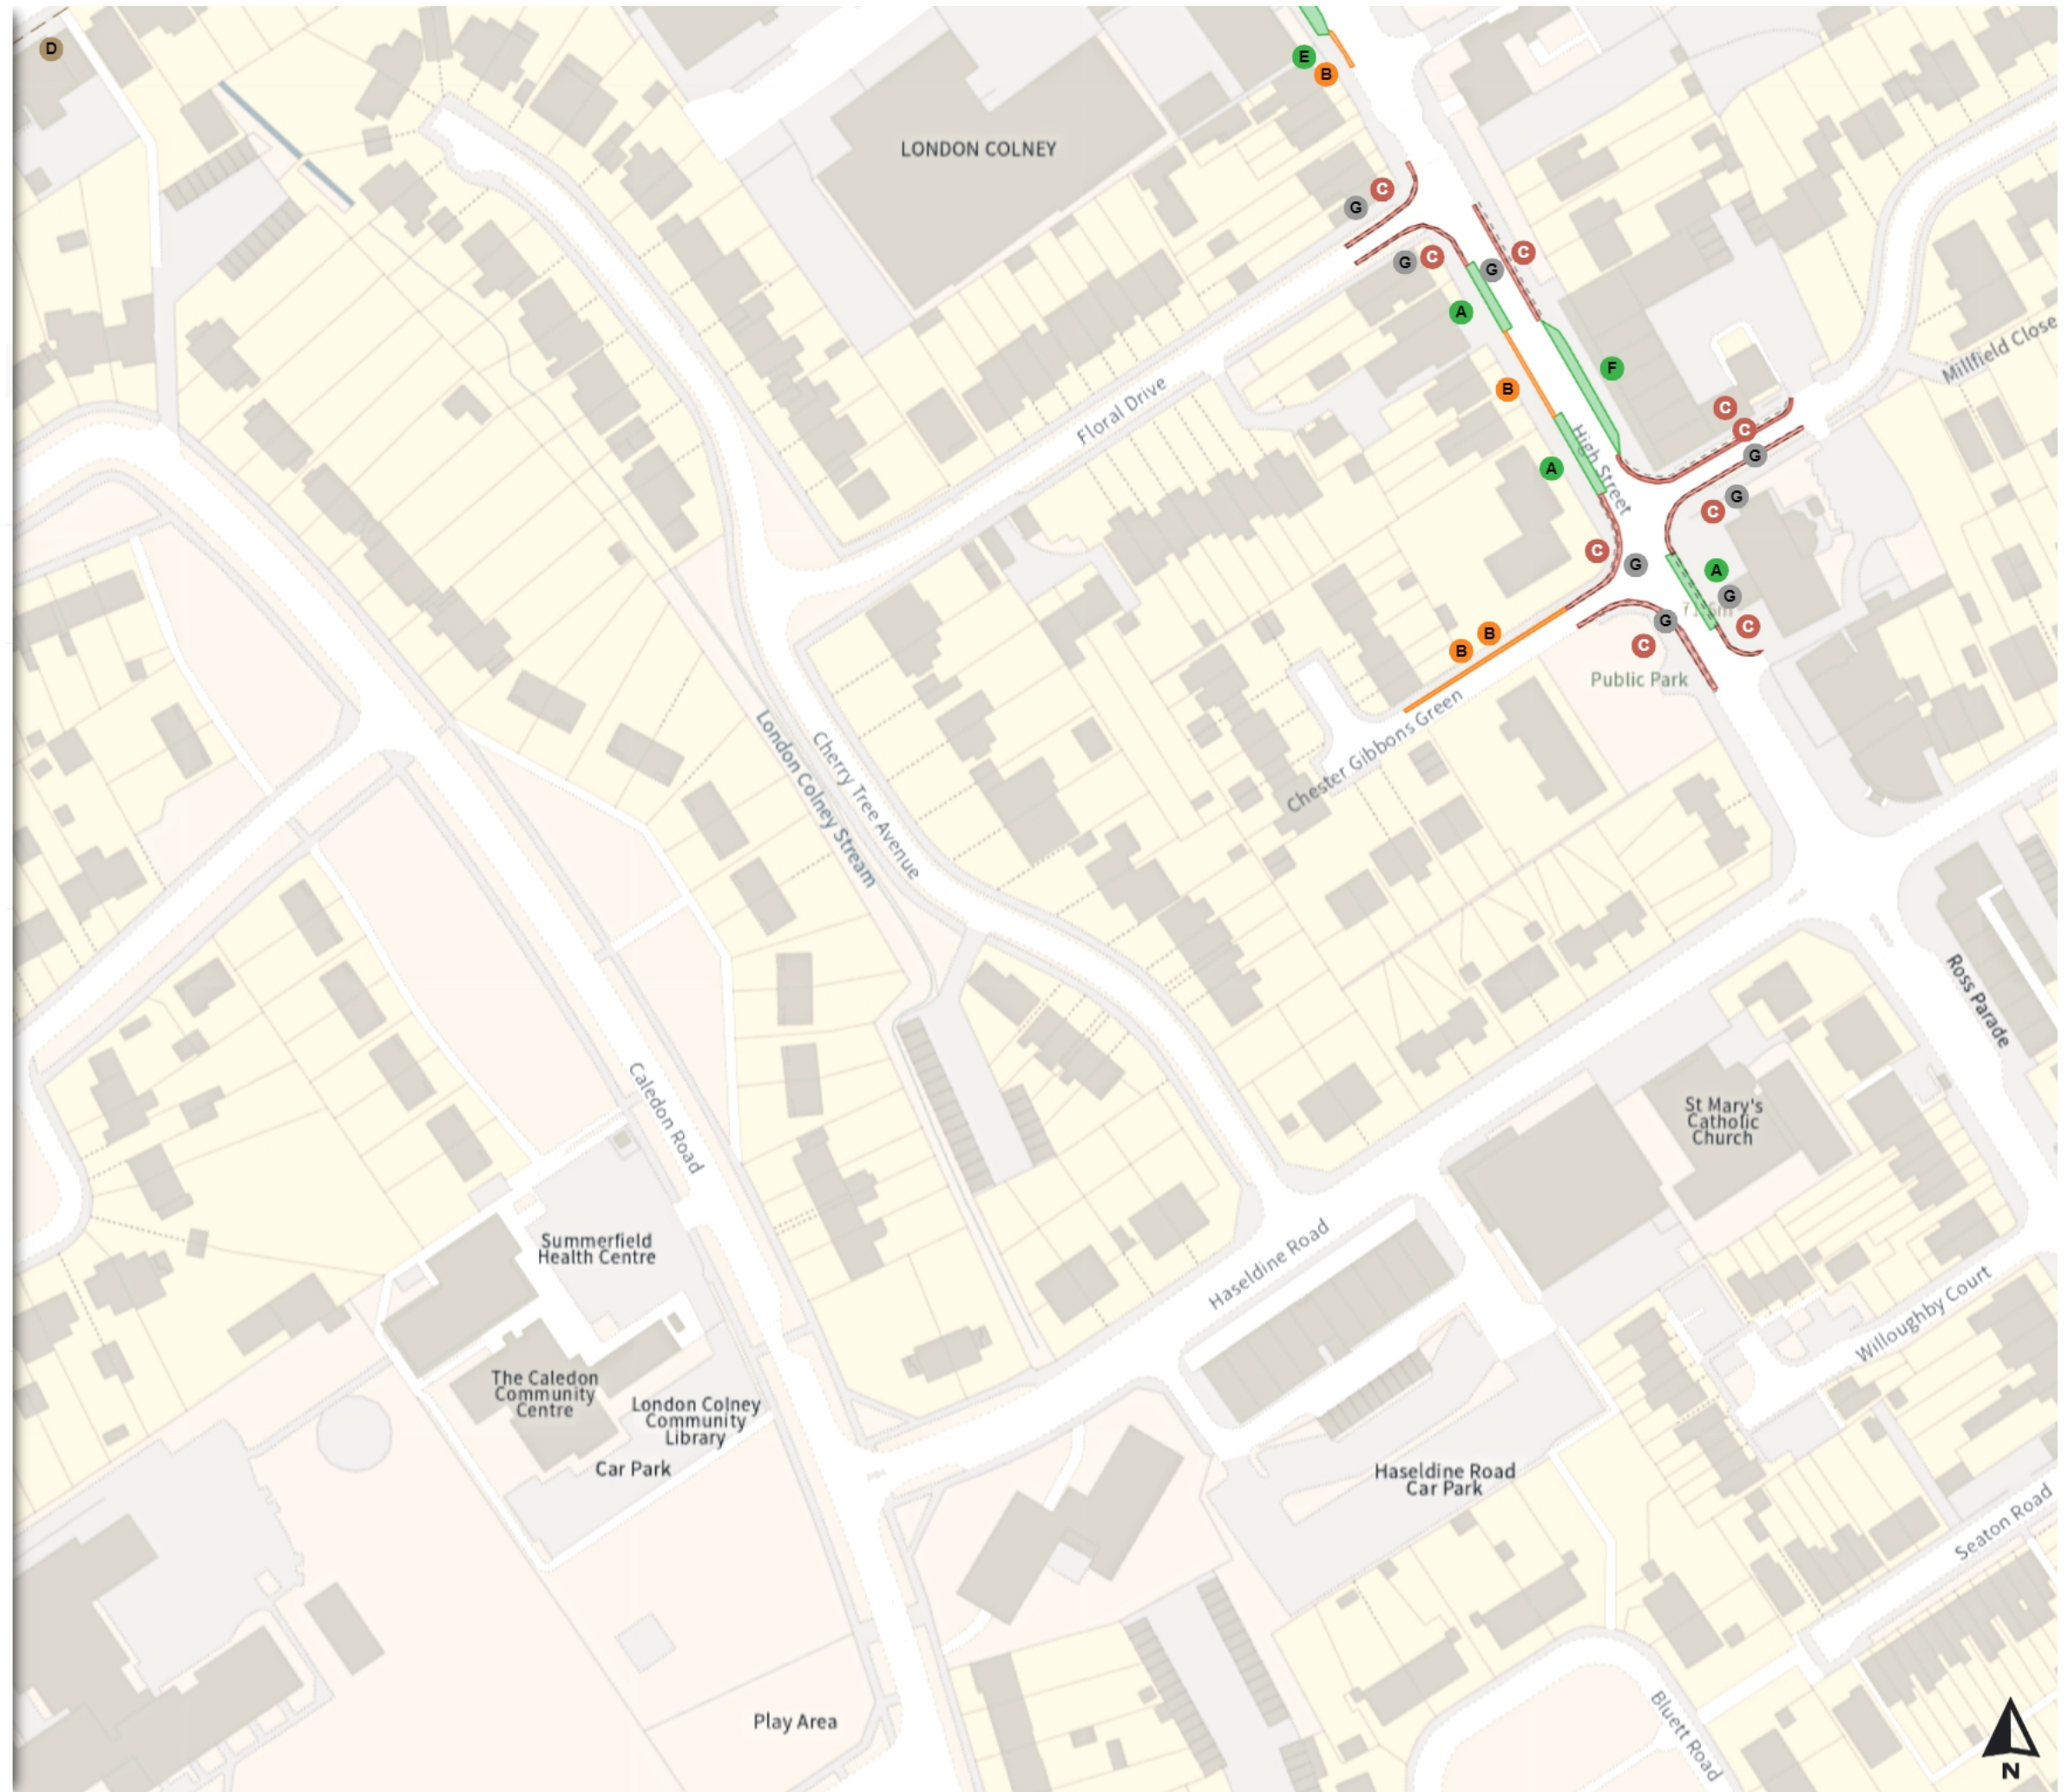 D
E
B
LONDON COLNEY
C
G
G
C
G
C
A
F
B
Floral Drive
Millfield Close
High Street
A
C
C
G
G
C
C
G
A
G
C
G
C
B
B
Public Park
Chester Gibbons Green
London Colney Stream
Cherry Tree Avenue
Ross Parade
Caledon Road
St Mary's
Catholic
Church
Summerfield
Health Centre
Haseldine Road
Willoughby Court
The Caledon
Community
Centre
London Colney
Community
Library
Car Park
Haseldine Road
Car Park
Seaton Road
Play Area
Bluett Road
N